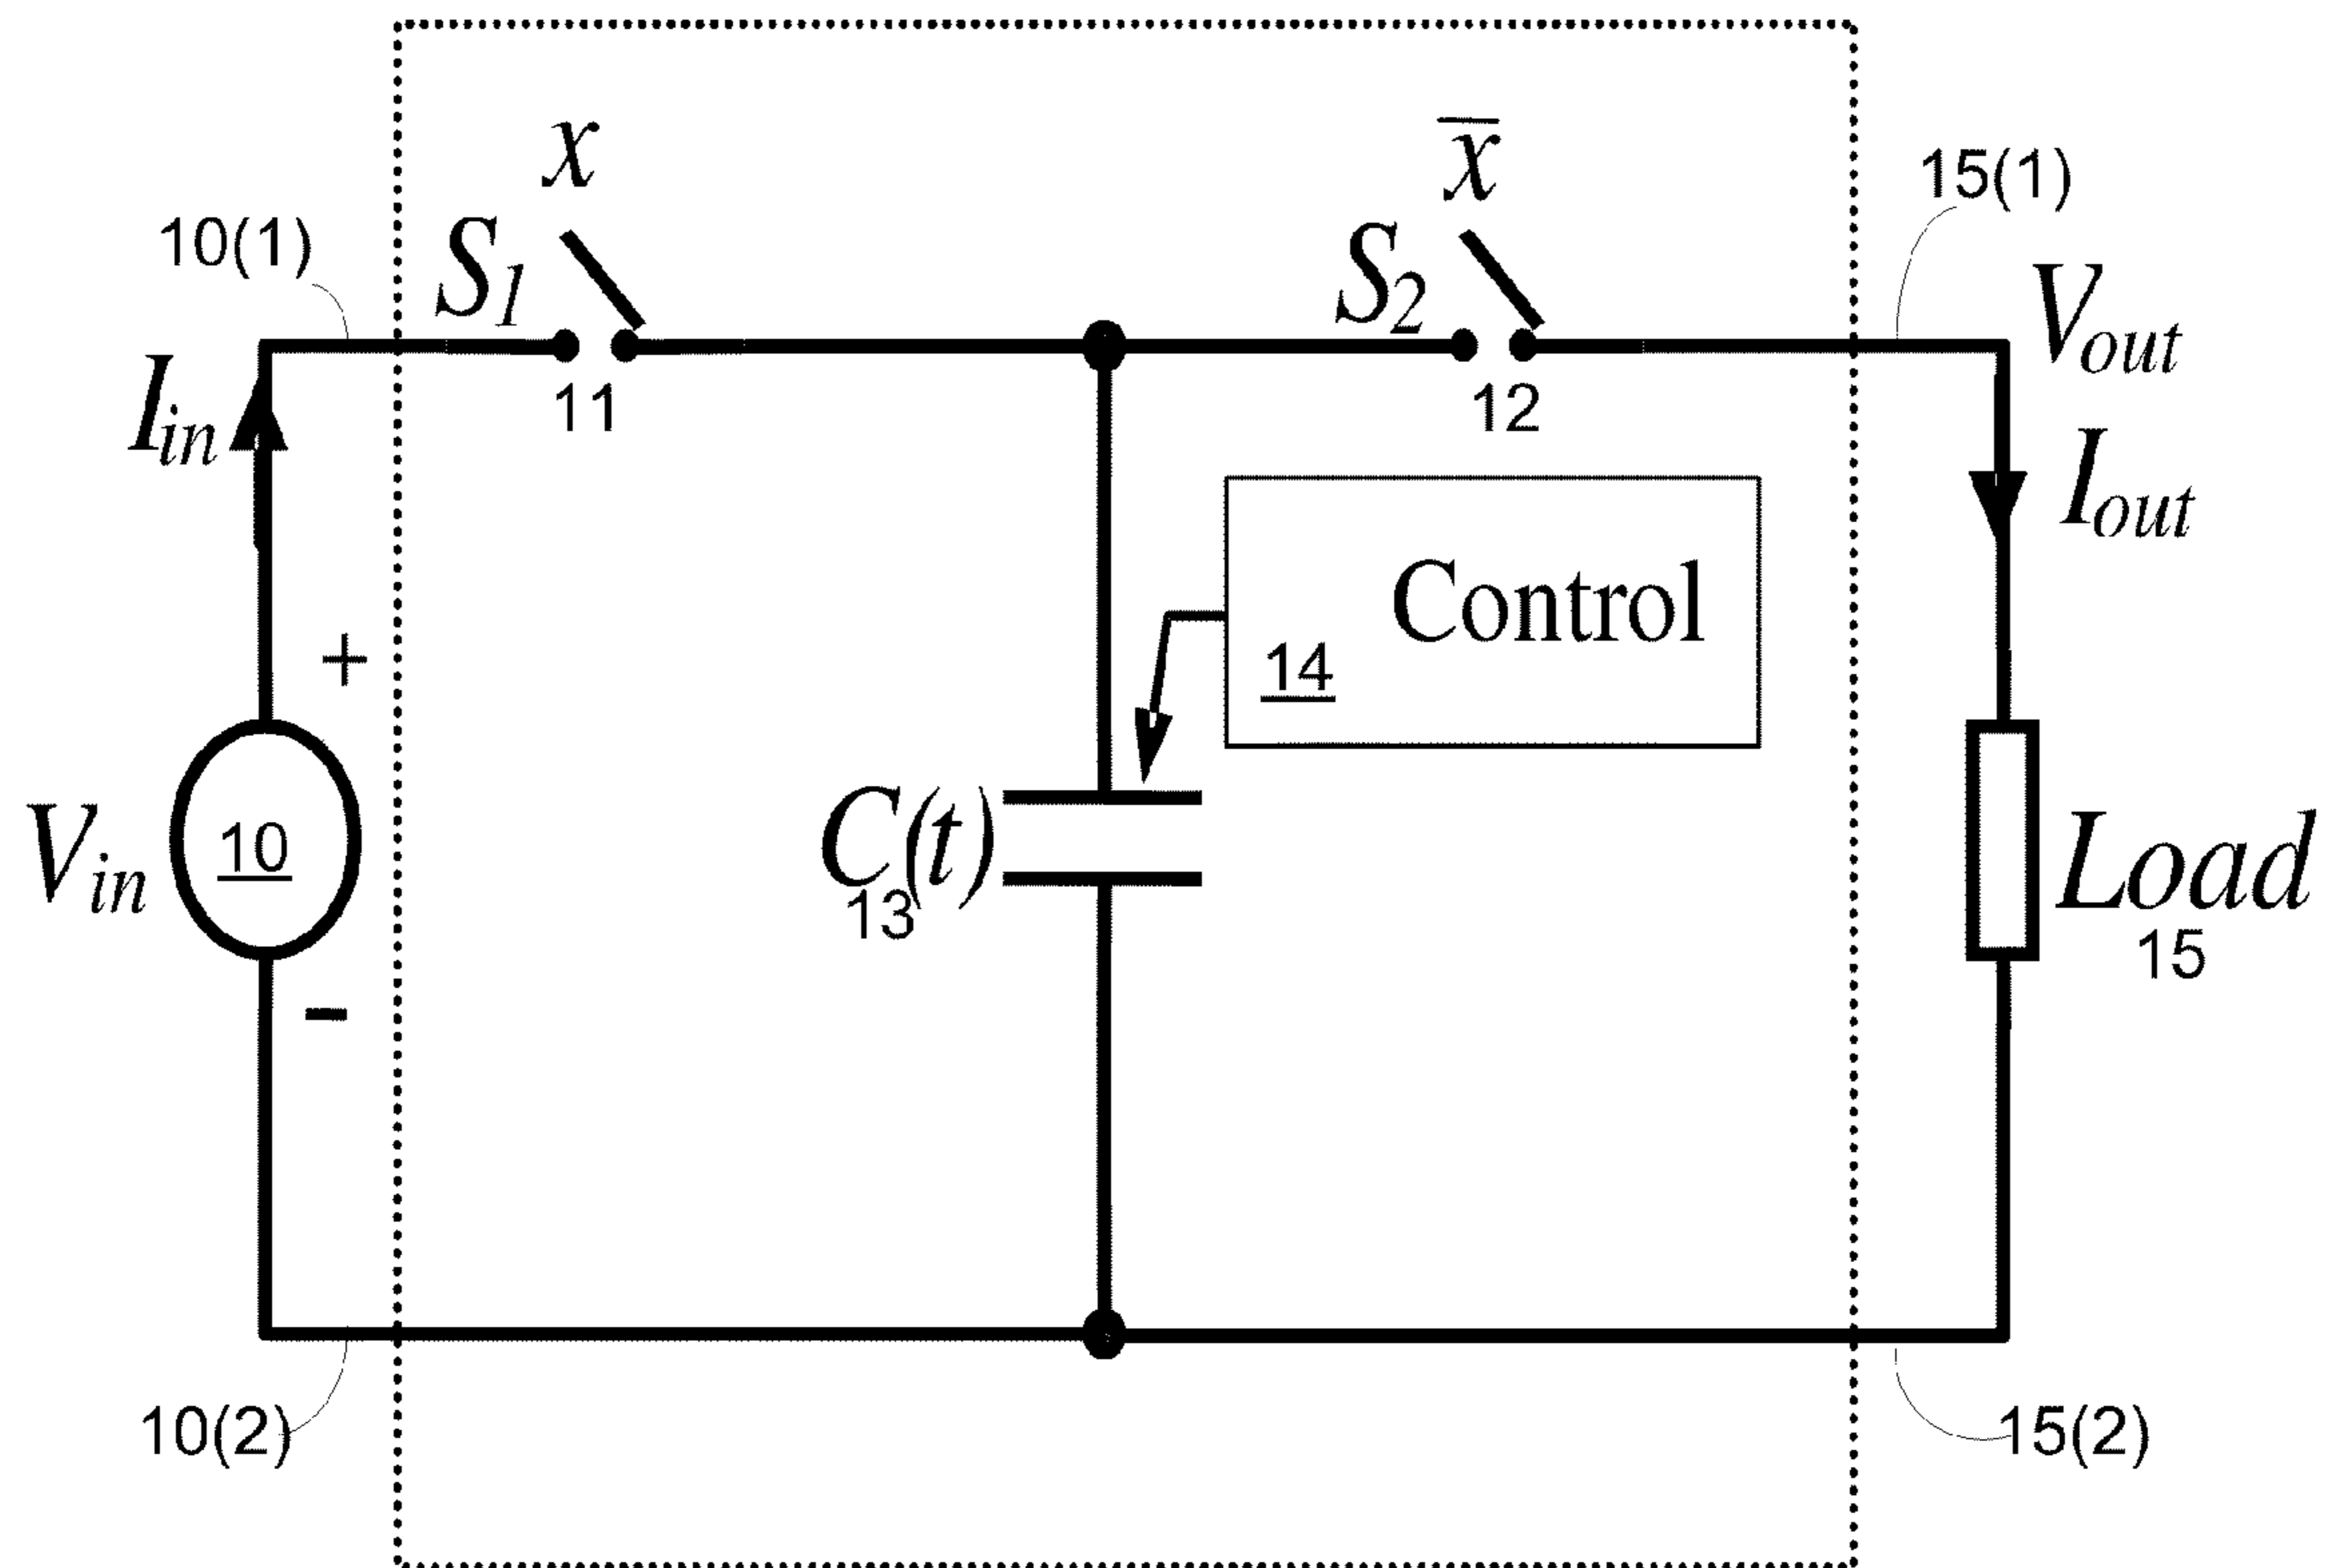 x
x̅
15(1)
10(1)
S1
S2
Vout
Iin
11
12
Iout
Control
14
+
Vin
10
C(t)
13
Load
15
-
10(2)
15(2)